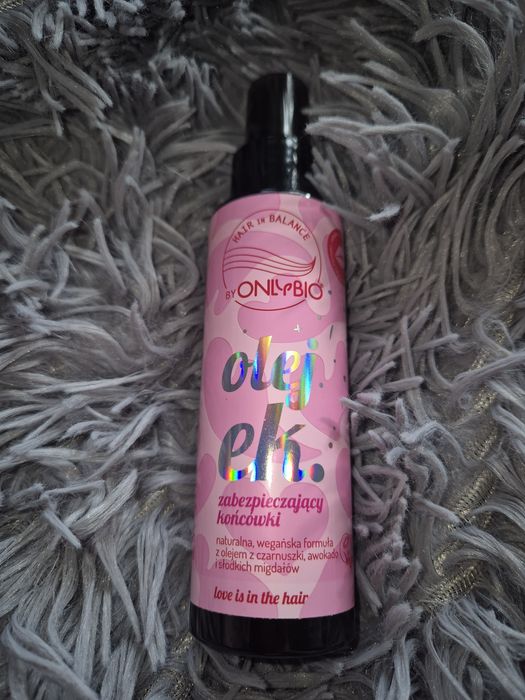 HAIR IN BALANCE
BY ONLYBIO
olej
ek.
zabezpieczający
końcówki
naturalna, wegańska formuła
z olejem z czarnuszki, awokado
i słodkich migdałów
love is in the hair